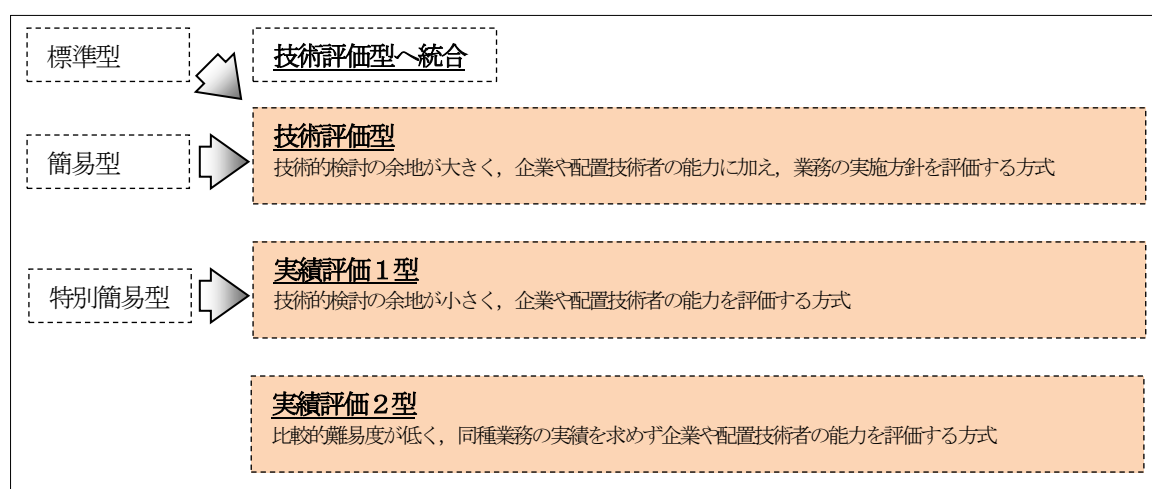 標準型
技術評価型へ統合
簡易型
技術評価型
技術的検討の余地が大きく，企業や配置技術者の能力に加え，業務の実施方針を評価する方式
特別簡易型
実績評価１型
技術的検討の余地が小さく，企業や配置技術者の能力を評価する方式
実績評価２型
比較的難易度が低く，同種業務の実績を求めず企業や配置技術者の能力を評価する方式